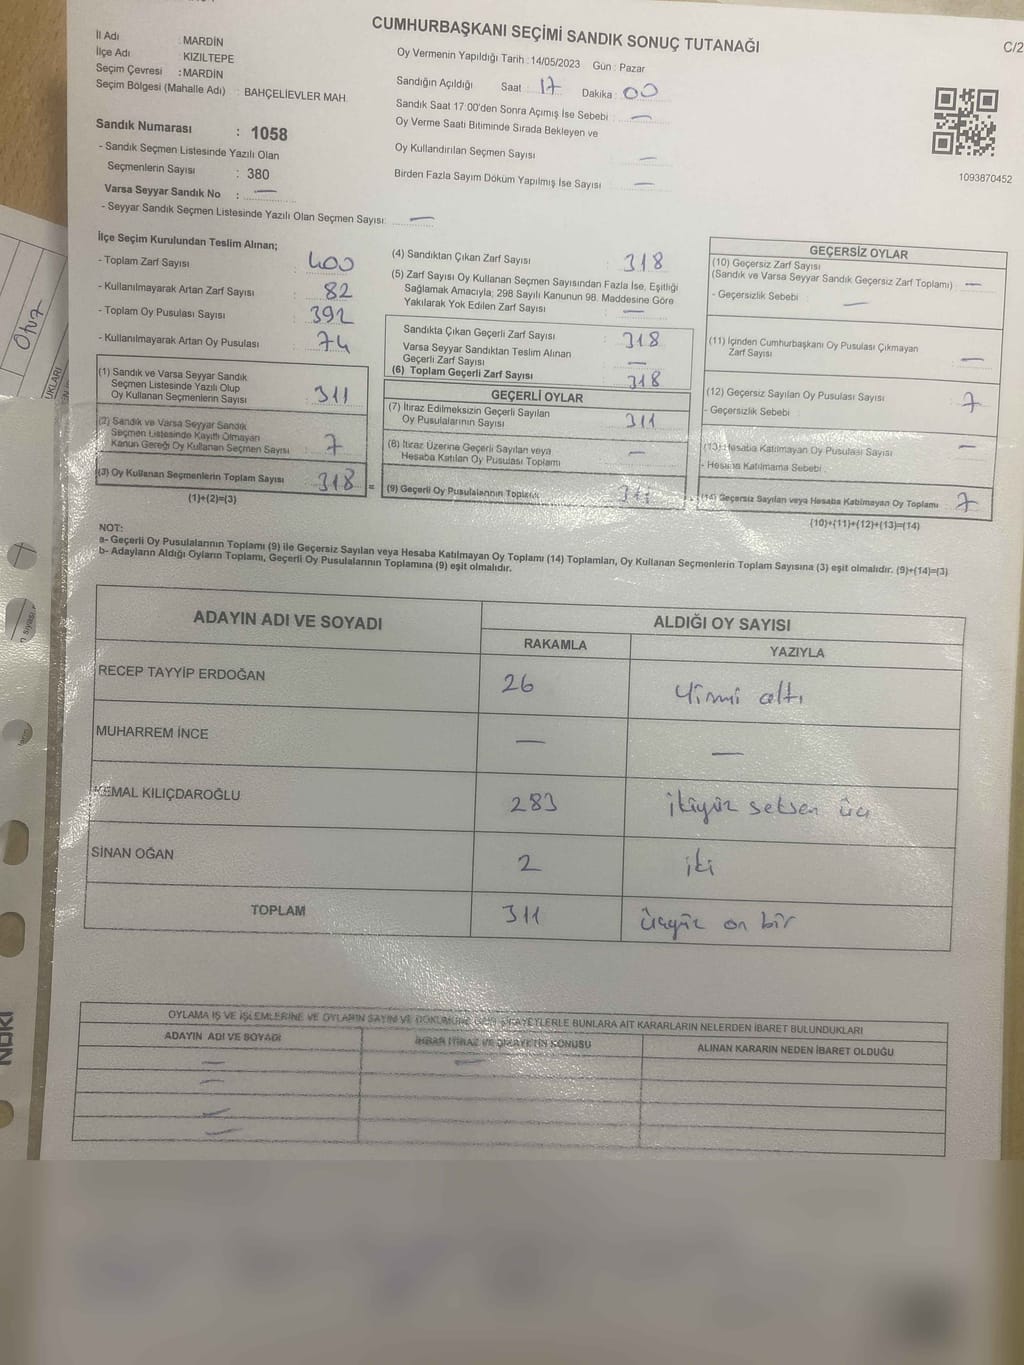 CUMHURBAŞKANI SEÇİMİ SANDIK SONUÇ TUTANAĞI
C/2
İl Adı : MARDİN
İlçe Adı : KIZILTEPE
Seçim Çevresi : MARDİN
Seçim Bölgesi (Mahalle Adı) : BAHÇELİEVLER MAH.
Sandık Numarası : 1058
- Sandık Seçmen Listesinde Yazılı Olan
Seçmenlerin Sayısı : 380
Varsa Seyyar Sandık No : —
- Seyyar Sandık Seçmen Listesinde Yazılı Olan Seçmen Sayısı: —
Oy Vermenin Yapıldığı Tarih : 14/05/2023 Gün : Pazar
Sandığın Açıldığı Saat : 17 Dakika : 00
Sandık Saat 17:00'den Sonra Açımış İse Sebebi : —
Oy Verme Saati Bitiminde Sırada Bekleyen ve
Oy Kullandırılan Seçmen Sayısı —
Birden Fazla Sayım Döküm Yapılmış İse Sayısı : —
1093870452
İlçe Seçim Kurulundan Teslim Alınan;
- Toplam Zarf Sayısı : 400
- Kullanılmayarak Artan Zarf Sayısı : 82
- Toplam Oy Pusulası Sayısı : 392
- Kullanılmayarak Artan Oy Pusulası : 74
(1) Sandık ve Varsa Seyyar Sandık
Seçmen Listesinde Yazılı Olup
Oy Kullanan Seçmenlerin Sayısı : 311
(2) Sandık ve Varsa Seyyar Sandık
Seçmen Listesinde Kayıtlı Olmayan
Kanun Gereği Oy Kullanan Seçmen Sayısı : 7
(3) Oy Kullanan Seçmenlerin Toplam Sayısı : 318 =
(1)+(2)=(3)
(4) Sandıktan Çıkan Zarf Sayısı : 318
(5) Zarf Sayısı Oy Kullanan Seçmen Sayısından Fazla İse, Eşitliği
Sağlamak Amacıyla; 298 Sayılı Kanunun 98. Maddesine Göre
Yakılarak Yok Edilen Zarf Sayısı : —
Sandıkta Çıkan Geçerli Zarf Sayısı : 318
Varsa Seyyar Sandıktan Teslim Alınan
Geçerli Zarf Sayısı : —
(6) Toplam Geçerli Zarf Sayısı 318
GEÇERLİ OYLAR
(7) İtiraz Edilmeksizin Geçerli Sayılan
Oy Pusulalarının Sayısı : 311
(8) İtiraz Üzerine Geçerli Sayılan veya
Hesaba Katılan Oy Pusulası Toplamı : —
(9) Geçerli Oy Pusulalarının Toplamı 311
GEÇERSİZ OYLAR
(10) Geçersiz Zarf Sayısı
(Sandık ve Varsa Seyyar Sandık Geçersiz Zarf Toplamı) : —
- Geçersizlik Sebebi : —
(11) İçinden Cumhurbaşkanı Oy Pusulası Çıkmayan
Zarf Sayısı : —
(12) Geçersiz Sayılan Oy Pusulası Sayısı : 7
- Geçersizlik Sebebi :
(13) Hesaba Katılmayan Oy Pusulası Sayısı : —
- Hesaba Katılmama Sebebi :
(14) Geçersiz Sayılan veya Hesaba Katılmayan Oy Toplamı 7
(10)+(11)+(12)+(13)=(14)
NOT:
a- Geçerli Oy Pusulalarının Toplamı (9) ile Geçersiz Sayılan veya Hesaba Katılmayan Oy Toplamı (14) Toplamları, Oy Kullanan Seçmenlerin Toplam Sayısına (3) eşit olmalıdır. (9)+(14)=(3)
b- Adayların Aldığı Oyların Toplamı, Geçerli Oy Pusulalarının Toplamına (9) eşit olmalıdır.
ADAYIN ADI VE SOYADI ALDIĞI OY SAYISI
RAKAMLA YAZIYLA
RECEP TAYYİP ERDOĞAN 26 Yirmi altı
MUHARREM İNCE — —
KEMAL KILIÇDAROĞLU 283 ikiyüz seksen üç
SİNAN OĞAN 2 iki
TOPLAM 311 üçyüz on bir
OYLAMA İŞ VE İŞLEMLERİNE VE OYLARIN SAYIM VE DÖKÜMÜNE ŞİKAYETLERLE BUNLARA AİT KARARLARIN NELERDEN İBARET BULUNDUKLARI
ADAYIN ADI VE SOYADI İHBAR İTİRAZ VE ŞİKAYETİN KONUSU ALINAN KARARIN NEDEN İBARET OLDUĞU